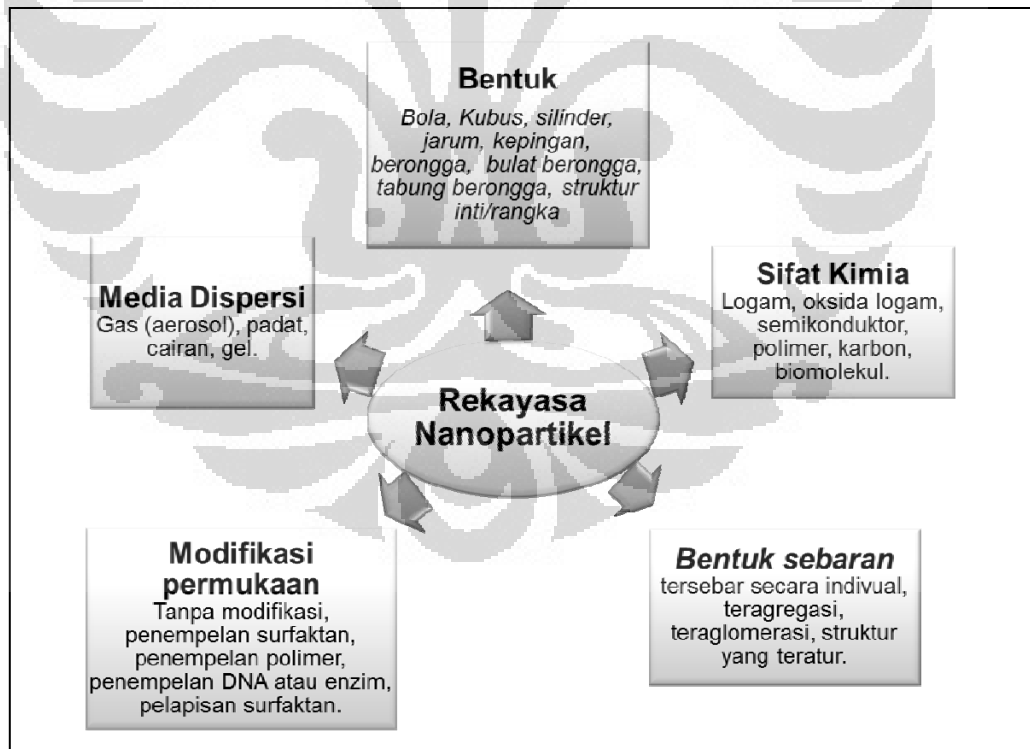 Bentuk
Bola, Kubus, silinder,
jarum, kepingan,
berongga, bulat berongga,
tabung berongga, struktur
inti/rangka
Media Dispersi
Gas (aerosol), padat,
cairan, gel.
Sifat Kimia
Logam, oksida logam,
semikonduktor,
polimer, karbon,
biomolekul.
Rekayasa
Nanopartikel
Modifikasi
permukaan
Tanpa modifikasi,
penempelan surfaktan,
penempelan polimer,
penempelan DNA atau enzim,
pelapisan surfaktan.
Bentuk sebaran
tersebar secara indivual,
teragregasi,
teraglomerasi, struktur
yang teratur.